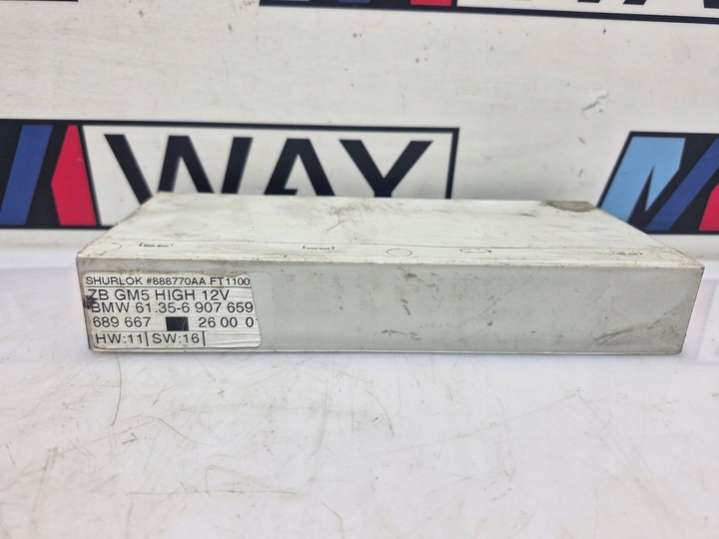 WAY
WAY
SHURLOK #888770AA FT1100
ZB GM5 HIGH 12V
BMW 61.35-6 907 659
689 667 26 00 0
HW:11 SW:16